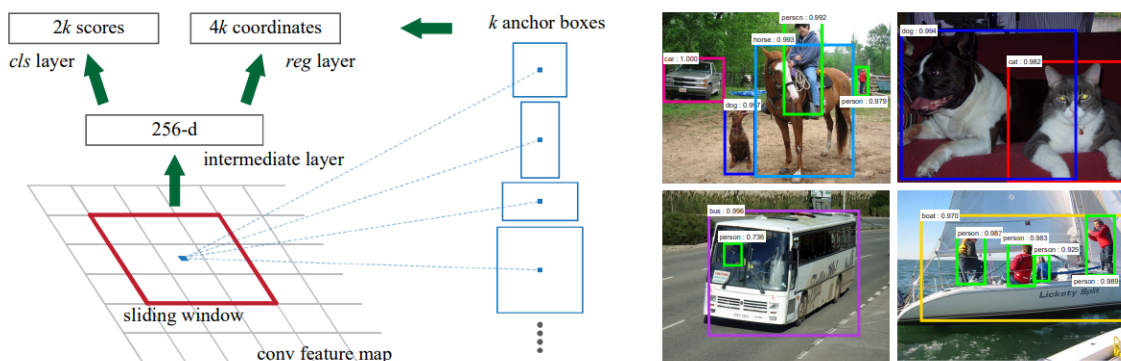 2k scores
4k coordinates
k anchor boxes
cls layer
reg layer
256-d
intermediate layer
sliding window
conv feature map
person : 0.992
horse : 0.993
car : 1.000
dog : 0.997
person : 0.979
dog : 0.994
cat : 0.982
bus : 0.996
person : 0.736
boat : 0.970
person : 0.983
person : 0.983
person : 0.925
person : 0.989
Lickety Split